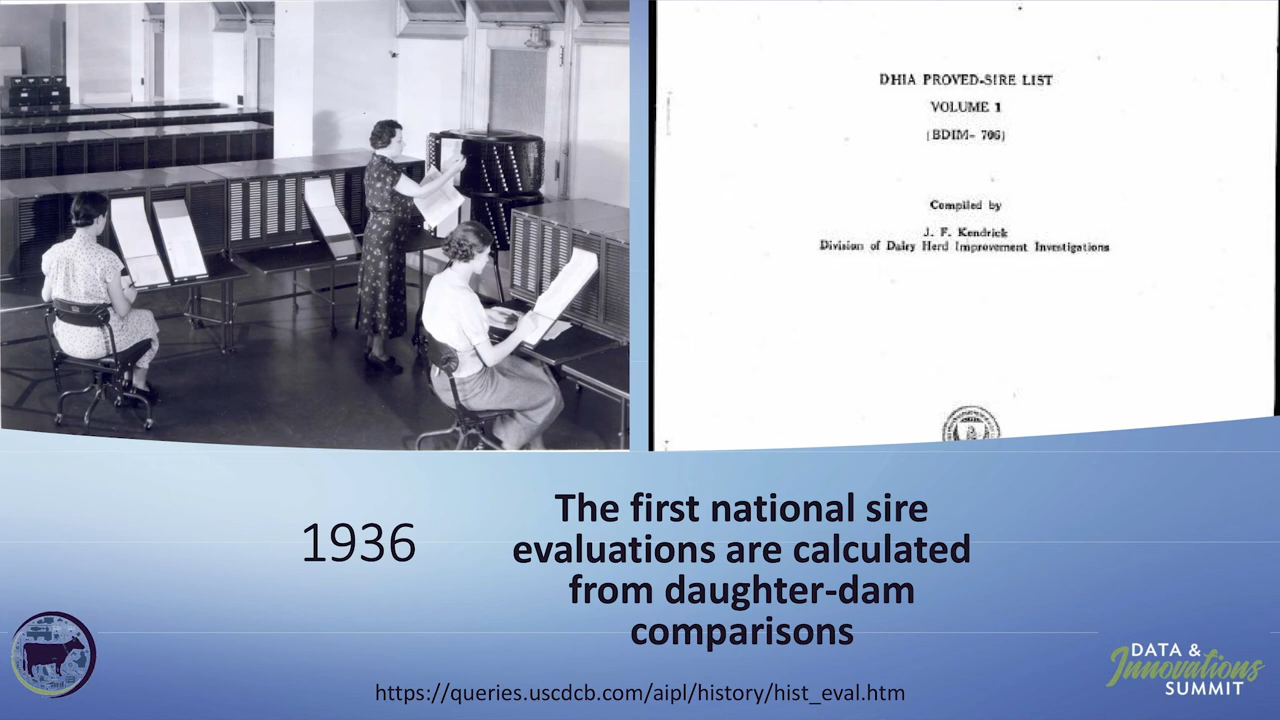 DHIA PROVED-SIRE LIST
VOLUME 1
(BDIM- 706)
Compiled by
J. F. Kendrick
Division of Dairy Herd Improvement Investigations
1936
The first national sire
evaluations are calculated
from daughter-dam
comparisons
https://queries.uscdcb.com/aipl/history/hist_eval.htm
DATA &
Innovations
SUMMIT